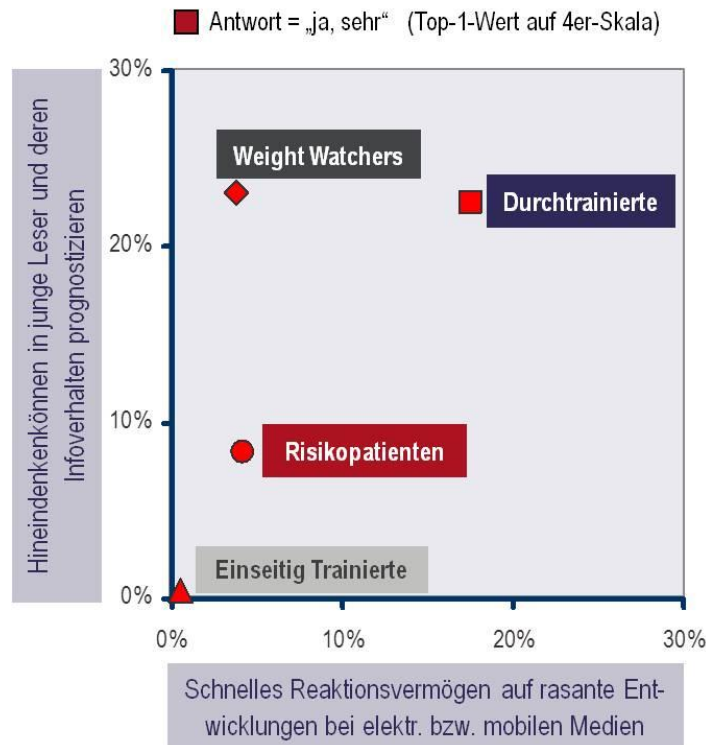 Antwort = „ja, sehr“ (Top-1-Wert auf 4er-Skala)
Hineindenkenkönnen in junge Leser und deren
Infoverhalten prognostizieren
30%
20%
10%
0%
Weight Watchers
Durchtrainierte
Risikopatienten
Einseitig Trainierte
0%
10%
20%
30%
Schnelles Reaktionsvermögen auf rasante Ent-
wicklungen bei elektr. bzw. mobilen Medien